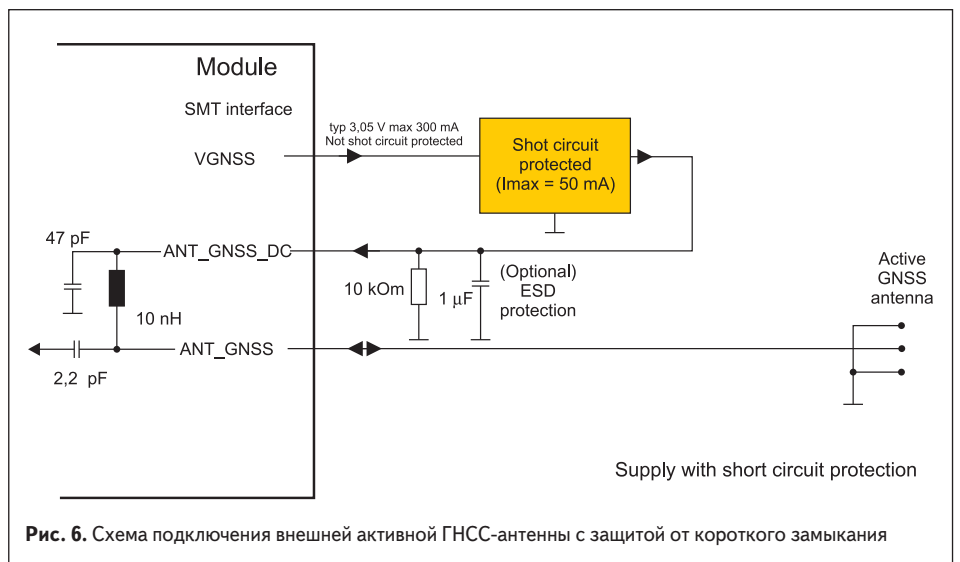 Module
SMT interface
typ 3,05 V max 300 mA
Not shot circuit protected
VGNSS
Shot circuit
protected
(Imax = 50 mA)
47 pF
ANT_GNSS_DC
10 kOm
1 μF
(Optional)
ESD
protection
Active
GNSS
antenna
10 nH
ANT_GNSS
2,2 pF
Supply with short circuit protection
Рис. 6. Схема подключения внешней активной ГНСС-антенны с защитой от короткого замыкания